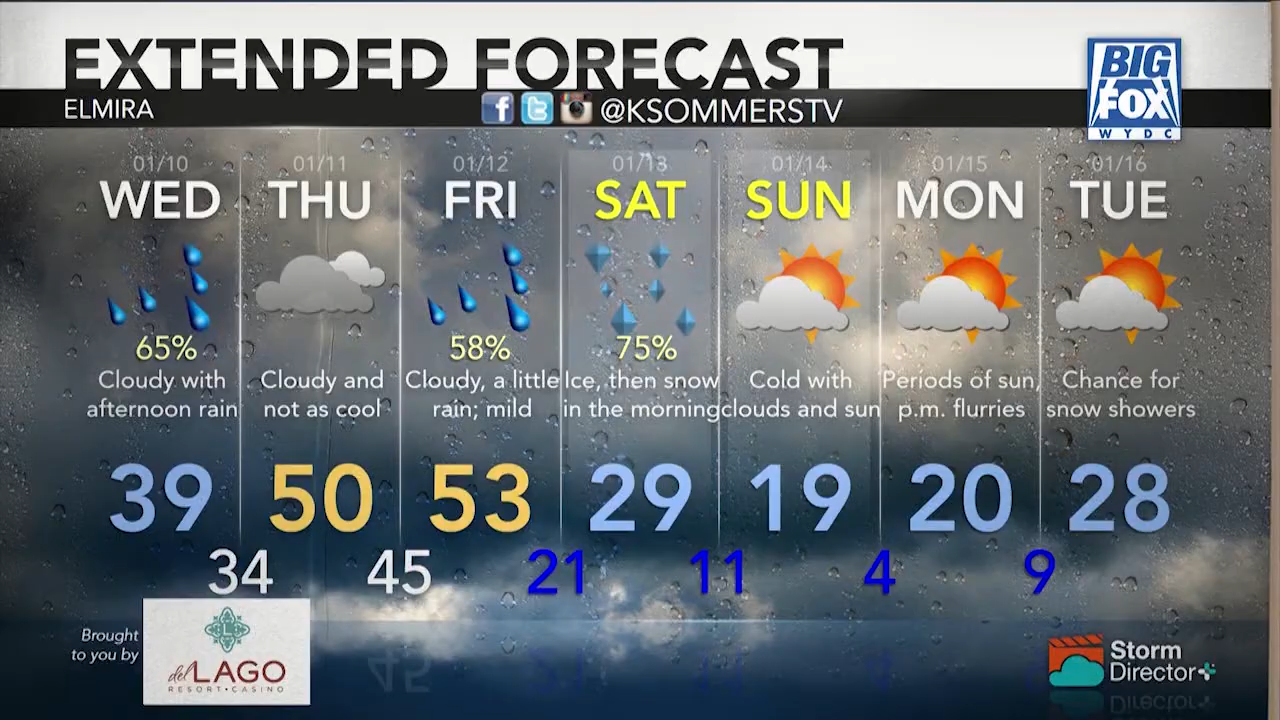 EXTENDED FORECAST
ELMIRA
@KSOMMERSTV
BIG
FOX
WYDC
01/10 01/11 01/12 01/13 01/14 01/15 01/16
WED THU FRI SAT SUN MON TUE
65% 58% 75%
Cloudy with Cloudy and Cloudy, a little Ice, then snow Cold with Periods of sun, Chance for
afternoon rain not as cool rain; mild in the morning clouds and sun p.m. flurries snow showers
39 50 53 29 19 20 28
34 45 21 11 4 9
Brought
to you by
del LAGO
RESORT•CASINO
Storm
Director+